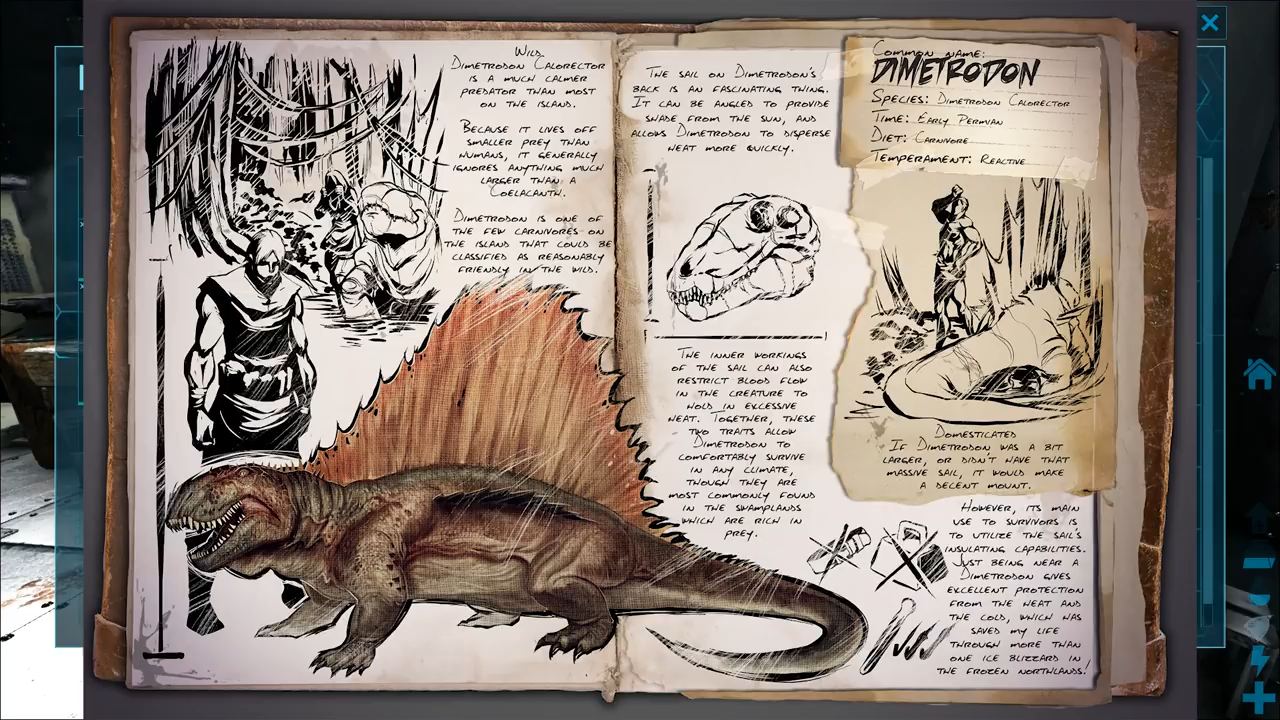 Wild
Dimetrodon Calorector
is a much calmer
predator than most
on the island.
Because it lives off
smaller prey than
humans, it generally
ignores anything much
larger than a
Coelacanth.
Dimetrodon is one of
the few carnivores on
the island that could be
classified as reasonably
friendly in the wild.
The sail on Dimetrodon's
back is an fascinating thing.
It can be angled to provide
shade from the sun, and
allows Dimetrodon to disperse
heat more quickly.
The inner workings
of the sail can also
restrict blood flow
in the creature to
hold in excessive
heat. Together, these
two traits allow
Dimetrodon to
comfortably survive
in any climate,
though they are
most commonly found
in the swamplands
which are rich in
prey.
Common name:
Dimetrodon
Species: Dimetrodon Calorector
Time: Early Permian
Diet: Carnivore
Temperament: Reactive
Domesticated
If Dimetrodon was a bit
larger, or didn't have that
massive sail, it would make
a decent mount.
However, its main
use to survivors is
to utilize the sail's
insulating capabilities.
Just being near a
Dimetrodon gives
excellent protection
from the heat and
the cold, which has
saved my life
through more than
one ice blizzard in
the frozen northlands!